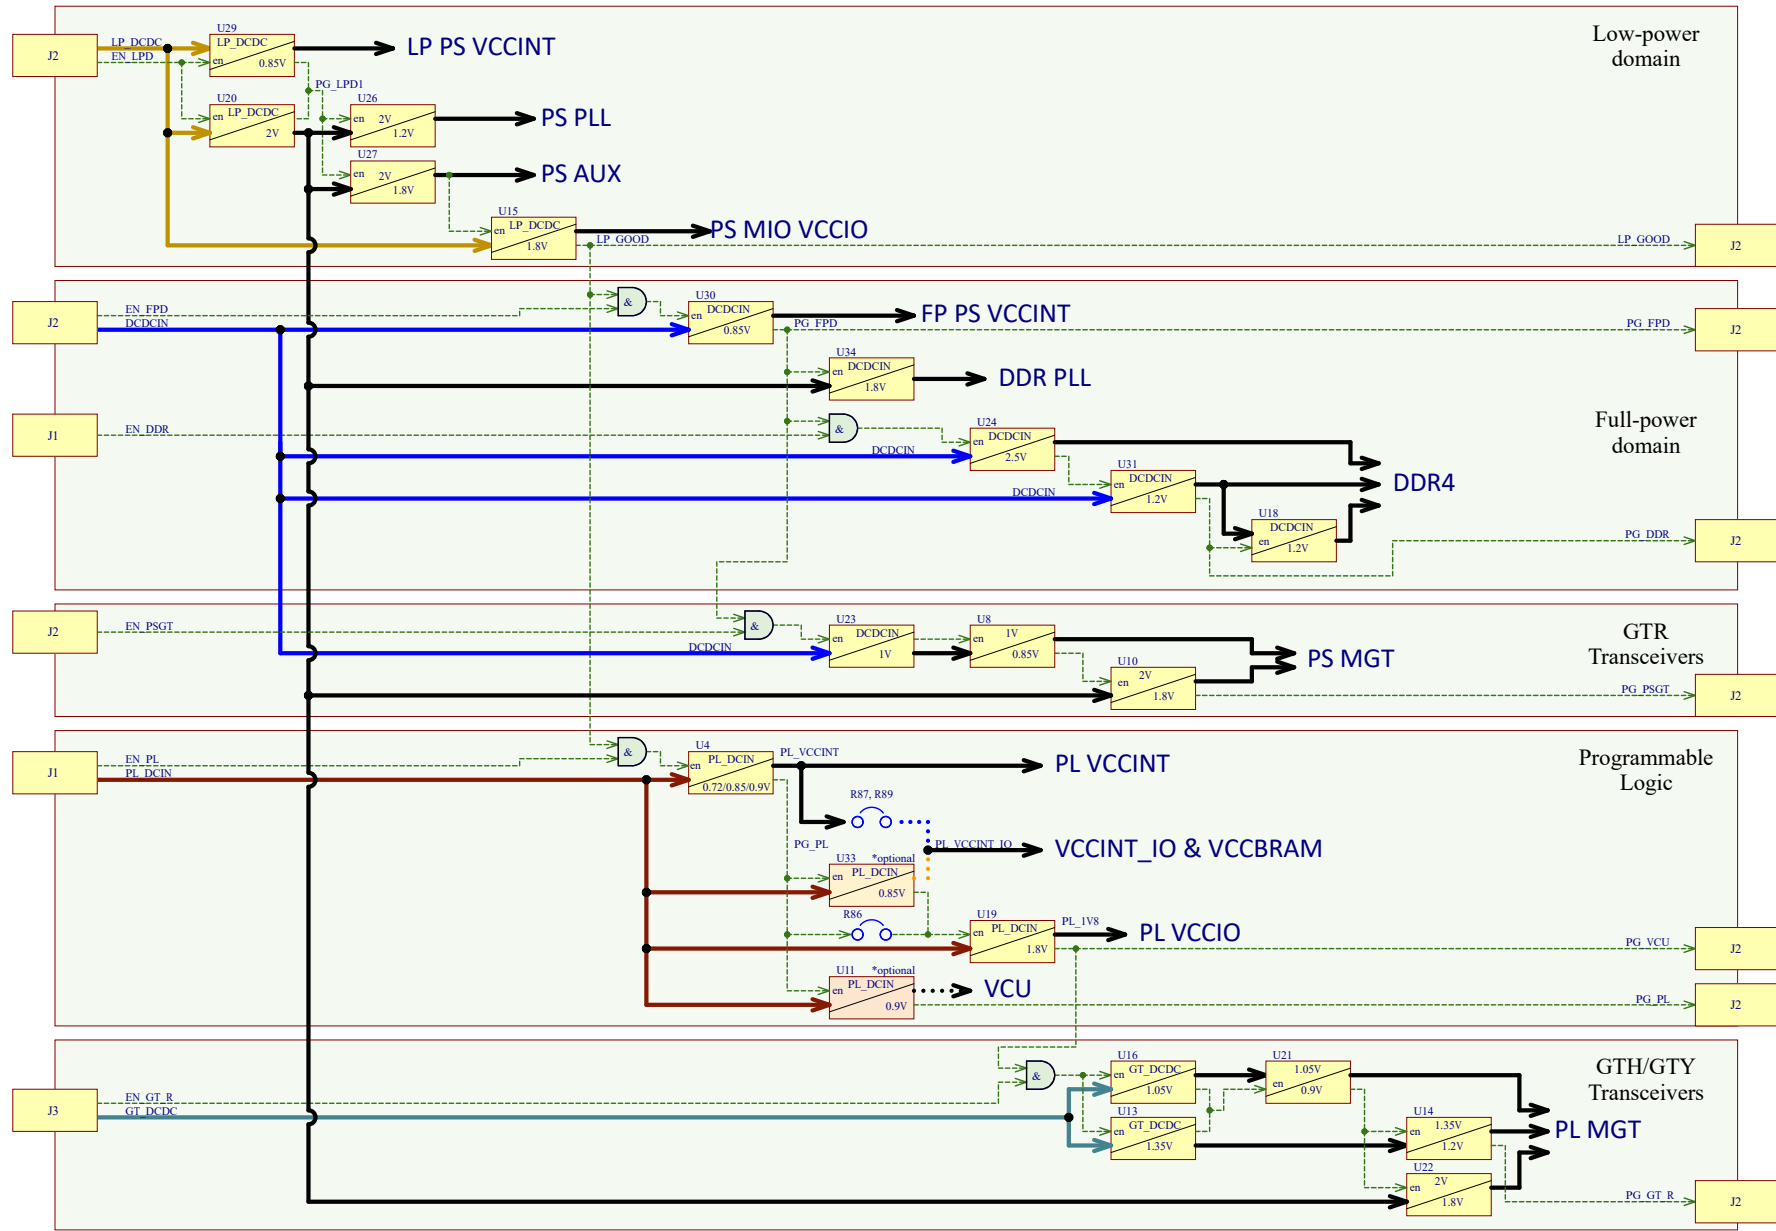 Low-power
domain
J2
LP_DCDC
EN_LPD
U29
LP_DCDC
en
0.85V
LP PS VCCINT
PG_LPD1
U20
LP_DCDC
en
2V
U26
2V
en
1.2V
PS PLL
U27
2V
en
1.8V
PS AUX
U15
LP_DCDC
en
1.8V
PS MIO VCCIO
LP_GOOD
LP_GOOD
J2
Full-power
domain
J2
EN_FPD
DCDCIN
&
U30
DCDCIN
en
0.85V
FP PS VCCINT
PG_FPD
PG_FPD
J2
U34
DCDCIN
en
1.8V
DDR PLL
J1
EN_DDR
&
DCDCIN
U24
DCDCIN
en
2.5V
DCDCIN
U31
DCDCIN
en
1.2V
DDR4
U18
DCDCIN
en
1.2V
PG_DDR
J2
GTR
Transceivers
J2
EN_PSGT
&
DCDCIN
U23
DCDCIN
en
1V
U8
1V
en
0.85V
PS MGT
U10
2V
en
1.8V
PG_PSGT
J2
Programmable
Logic
J1
EN_PL
PL_DCIN
&
U4
PL_DCIN
en
0.72/0.85/0.9V
PL_VCCINT
PL VCCINT
R87, R89
PG_PL
PL_VCCINT_IO
VCCINT_IO & VCCBRAM
U33 *optional
PL_DCIN
en
0.85V
R86
U19
PL_DCIN
en
1.8V
PL_1V8
PL VCCIO
PG_VCU
J2
U11 *optional
PL_DCIN
en
0.9V
VCU
PG_PL
J2
GTH/GTY
Transceivers
J3
EN_GT_R
GT_DCDC
&
U16
GT_DCDC
en
1.05V
U21
1.05V
en
0.9V
U13
GT_DCDC
en
1.35V
U14
1.35V
en
1.2V
PL MGT
U22
2V
en
1.8V
PG_GT_R
J2